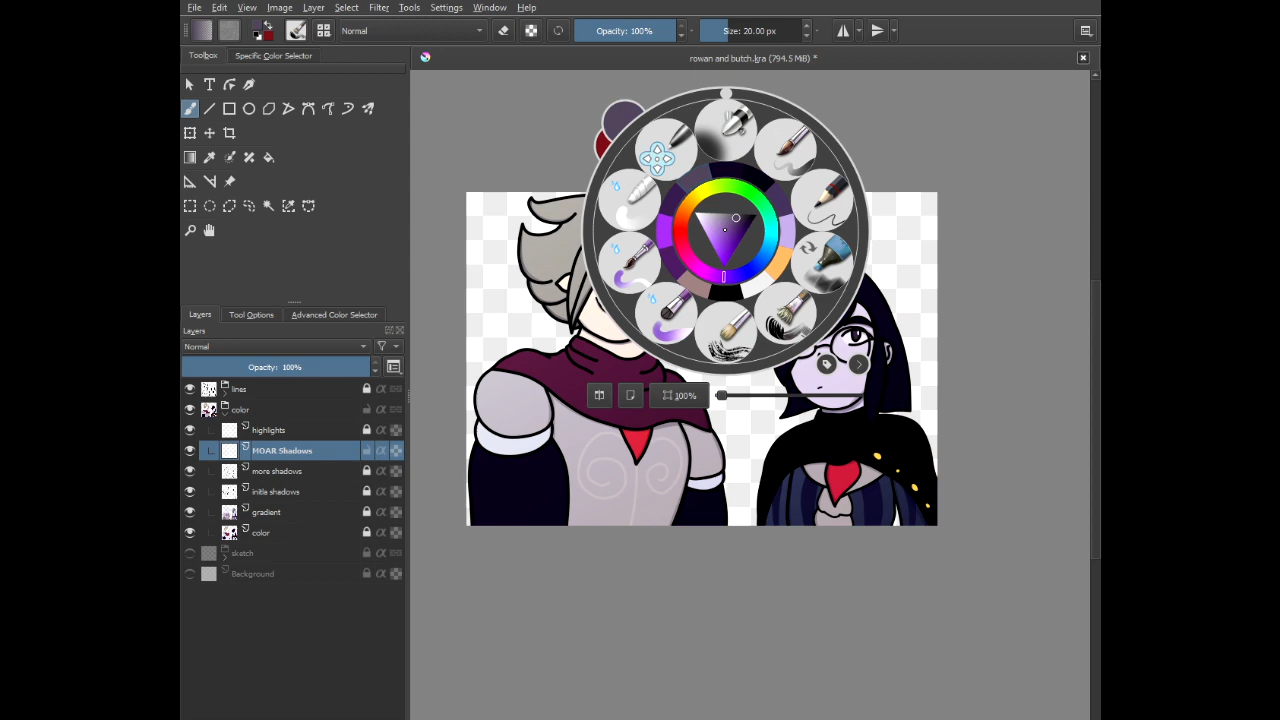 File Edit View Image Layer Select Filter Tools Settings Window Help
Normal Opacity: 100% Size: 20.00 px
Toolbox Specific Color Selector
rowan and butch.kra (794.5 MiB) *
Layers Tool Options Advanced Color Selector
Layers
Normal
Opacity: 100%
lines
color
highlights
MOAR Shadows
more shadows
initla shadows
gradient
color
sketch
Background
100%